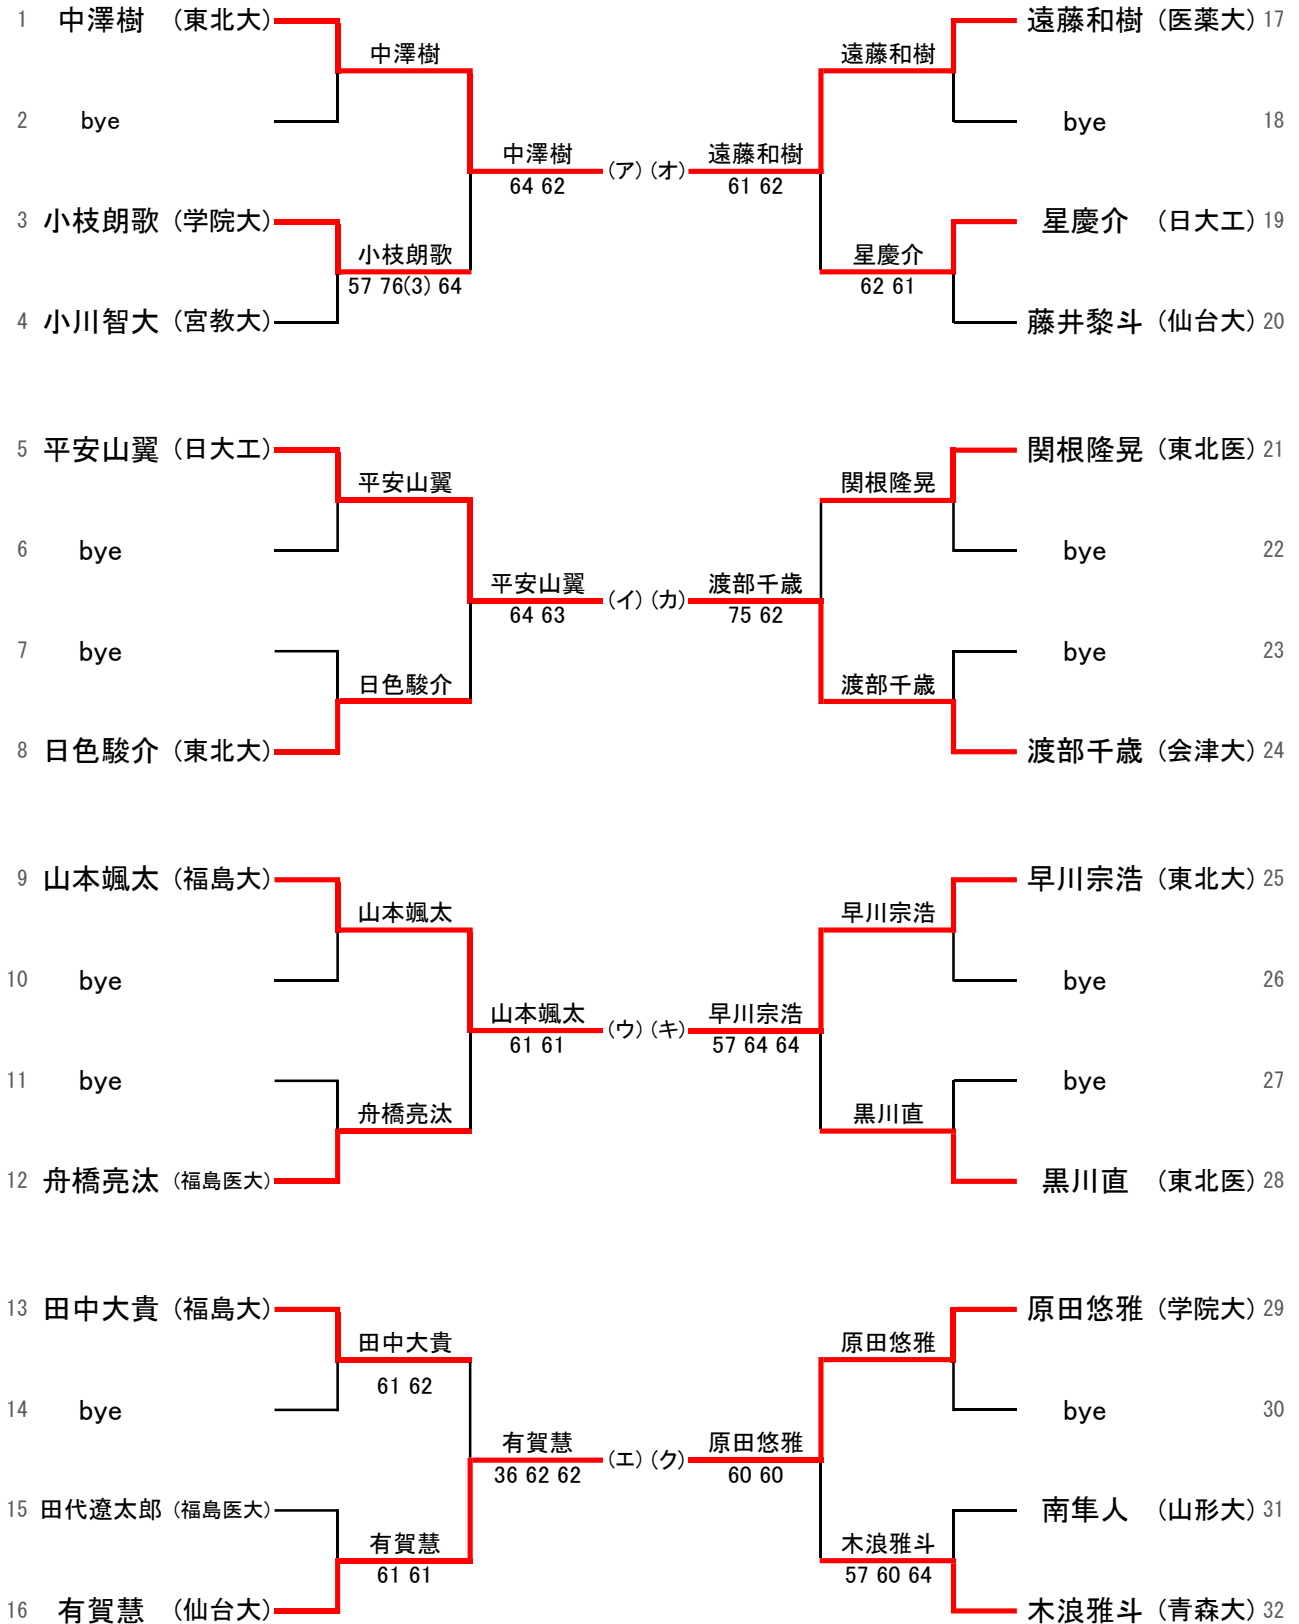 1 中澤樹 (東北大)
中澤樹
2 bye
中澤樹
64 62
(ア)
3 小枝朗歌 (学院大)
小枝朗歌
57 76(3) 64
4 小川智大 (宮教大)
5 平安山翼 (日大工)
平安山翼
6 bye
平安山翼
64 63
(イ)
7 bye
日色駿介
8 日色駿介 (東北大)
9 山本颯太 (福島大)
山本颯太
10 bye
山本颯太
61 61
(ウ)
11 bye
舟橋亮汰
12 舟橋亮汰 (福島医大)
13 田中大貴 (福島大)
田中大貴
61 62
14 bye
有賀慧
36 62 62
(エ)
15 田代遼太郎 (福島医大)
有賀慧
61 61
16 有賀慧 (仙台大)
遠藤和樹 (医薬大) 17
遠藤和樹
bye 18
(オ)
遠藤和樹
61 62
星慶介 (日大工) 19
星慶介
62 61
藤井黎斗 (仙台大) 20
関根隆晃 (東北医) 21
関根隆晃
bye 22
(カ)
渡部千歳
75 62
bye 23
渡部千歳
渡部千歳 (会津大) 24
早川宗浩 (東北大) 25
早川宗浩
bye 26
(キ)
早川宗浩
57 64 64
bye 27
黒川直
黒川直 (東北医) 28
原田悠雅 (学院大) 29
原田悠雅
bye 30
(ク)
原田悠雅
60 60
南隼人 (山形大) 31
木浪雅斗
57 60 64
木浪雅斗 (青森大) 32